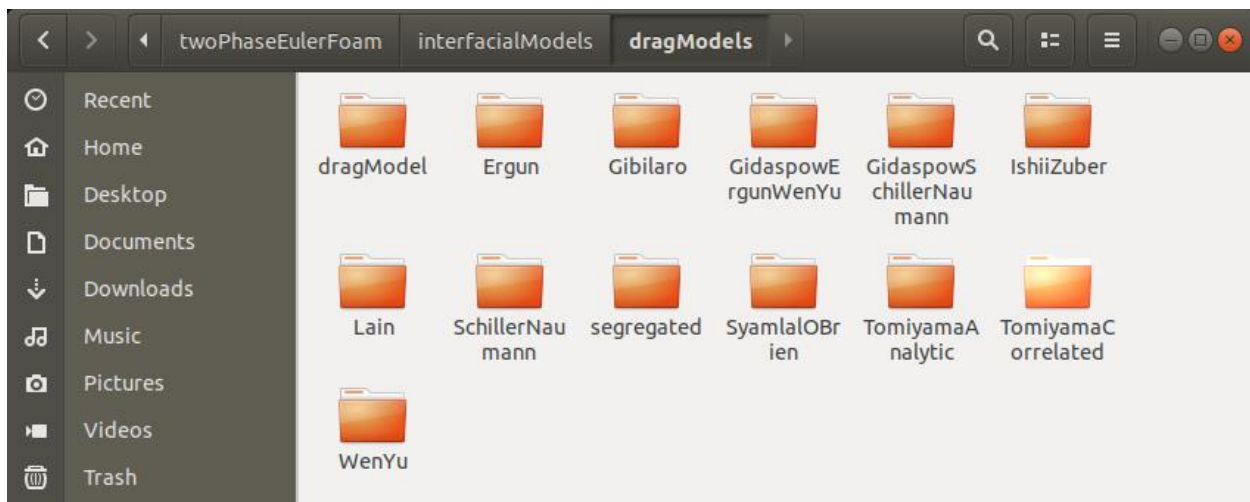 twoPhaseEulerFoam interfacialModels dragModels
Recent
Home
Desktop
Documents
Downloads
Music
Pictures
Videos
Trash
dragModel
Ergun
Gibilaro
GidaspowE
rgunWenYu
GidaspowS
chillerNau
mann
IshiiZuber
Lain
SchillerNau
mann
segregated
SyamlalOBr
ien
TomiyamaA
nalytic
TomiyamaC
orrelated
WenYu